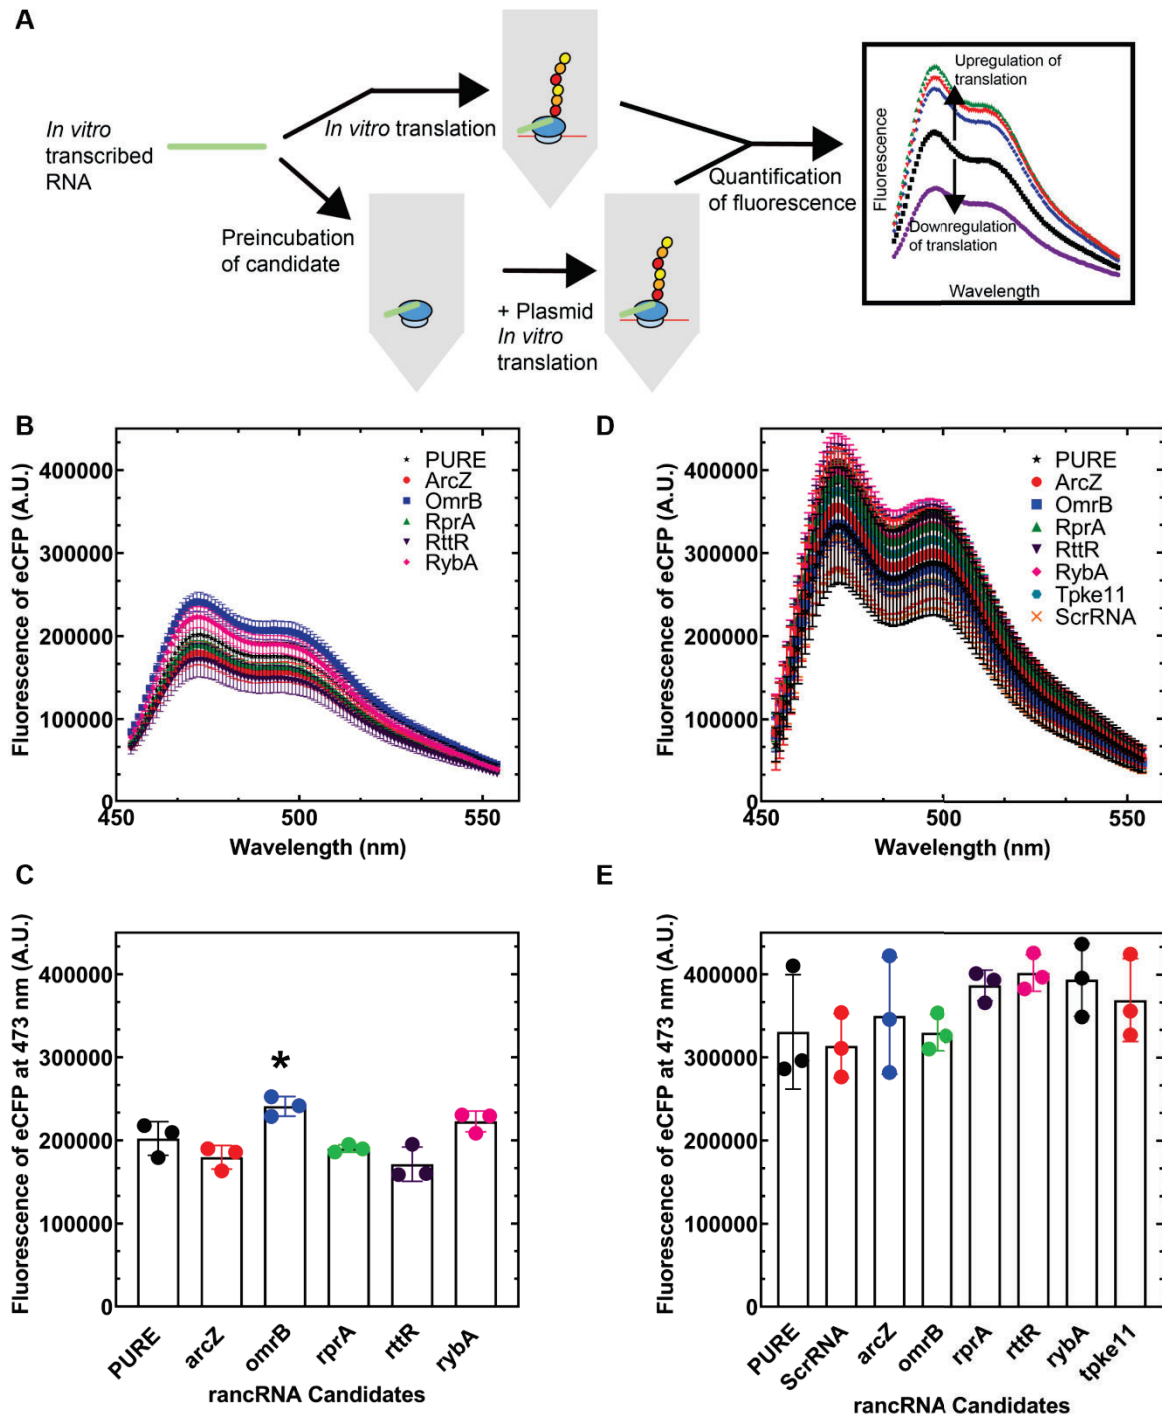 A
In vitro
transcribed
RNA
In vitro translation
Preincubation
of candidate
+ Plasmid
In vitro
translation
Quantification
of fluorescence
Fluorescence
Upregulation of
translation
Downregulation
of translation
Wavelength
B
Fluorescence of eCFP (A.U.)
400000
300000
200000
100000
0
450
500
550
Wavelength (nm)
PURE
ArcZ
OmrB
RprA
RttR
RybA
D
Fluorescence of eCFP (A.U.)
400000
300000
200000
100000
0
450
500
550
Wavelength (nm)
PURE
ArcZ
OmrB
RprA
RttR
RybA
Tpke11
ScrRNA
C
Fluorescence of eCFP at 473 nm (A.U.)
400000
300000
200000
100000
0
*
PURE
arcZ
omrB
rprA
rttR
rybA
rancRNA Candidates
E
Fluorescence of eCFP at 473 nm (A.U.)
400000
300000
200000
100000
0
PURE
ScrRNA
arcZ
omrB
rprA
rttR
rybA
tpke11
rancRNA Candidates